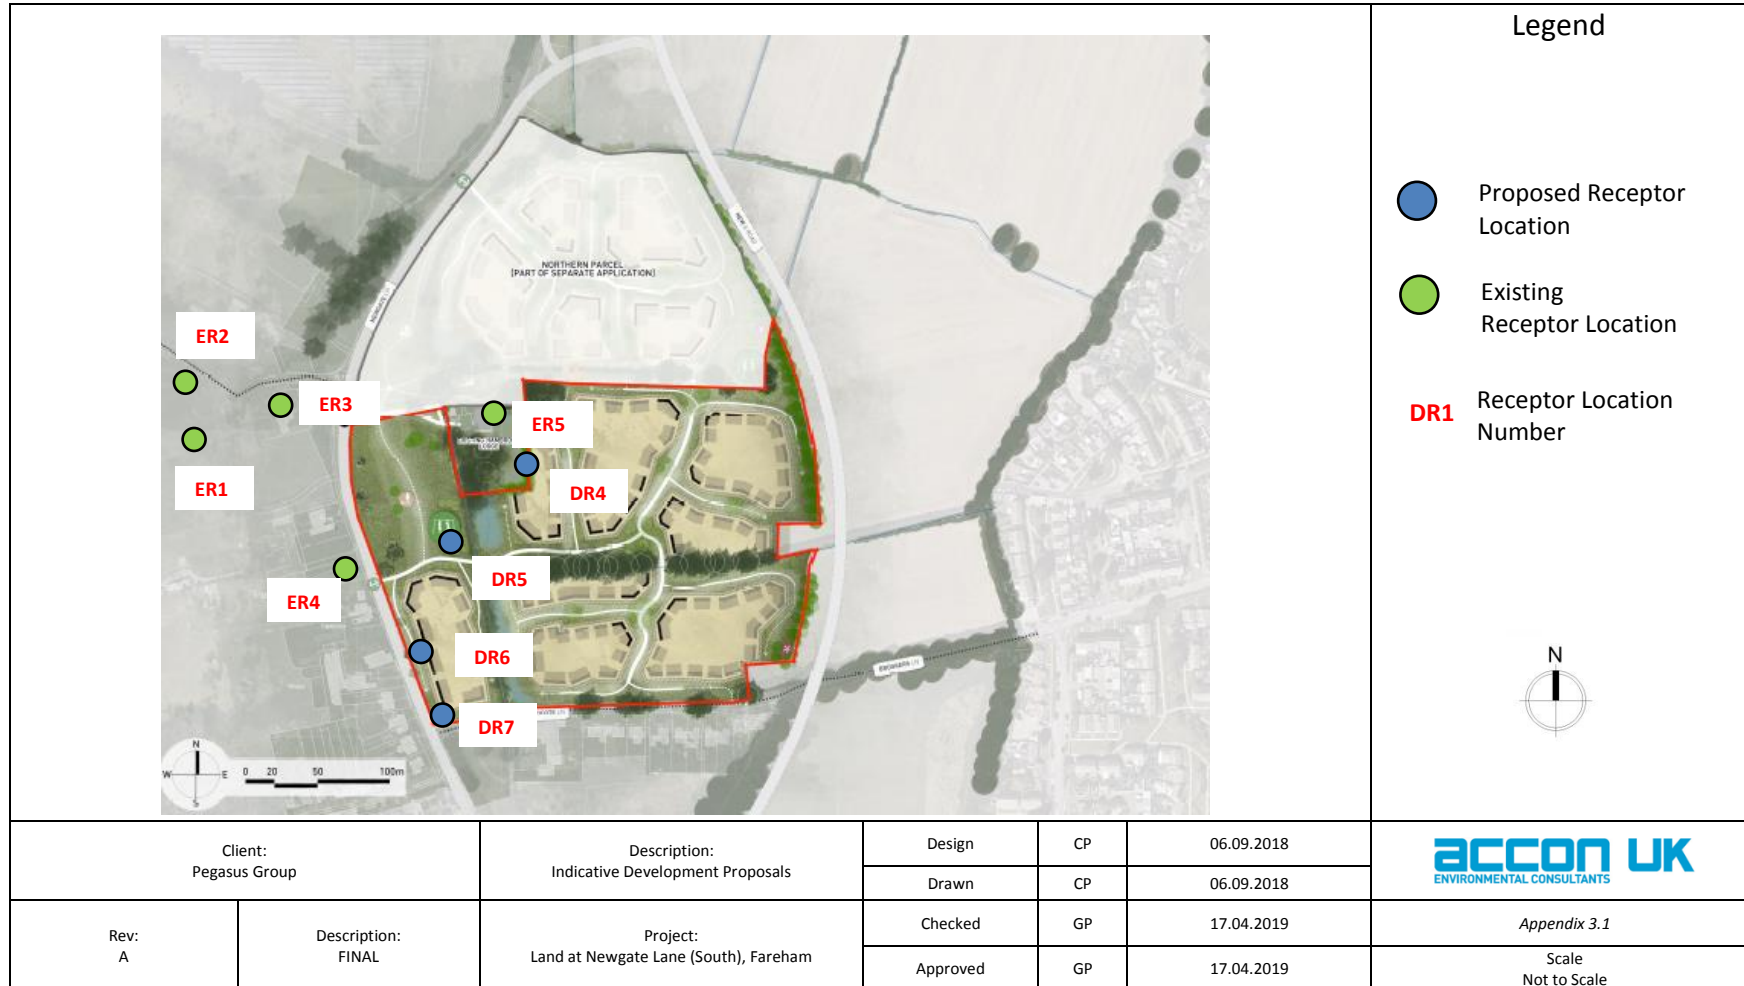 Legend
Proposed Receptor
Location
Existing
Receptor Location
DR1
Receptor Location
Number
N
NORTHERN PARCEL
[PART OF SEPARATE APPLICATION]
NEWGATE LN
ER2
ER3
ER1
ER5
DR4
DR5
ER4
DR6
DR7
N
W
E
S
0 20 50 100m
Client:
Pegasus Group
Description:
Indicative Development Proposals
Design CP 06.09.2018
Drawn CP 06.09.2018
accon UK
ENVIRONMENTAL CONSULTANTS
Rev:
A
Description:
FINAL
Project:
Land at Newgate Lane (South), Fareham
Checked GP 17.04.2019
Approved GP 17.04.2019
Appendix 3.1
Scale
Not to Scale